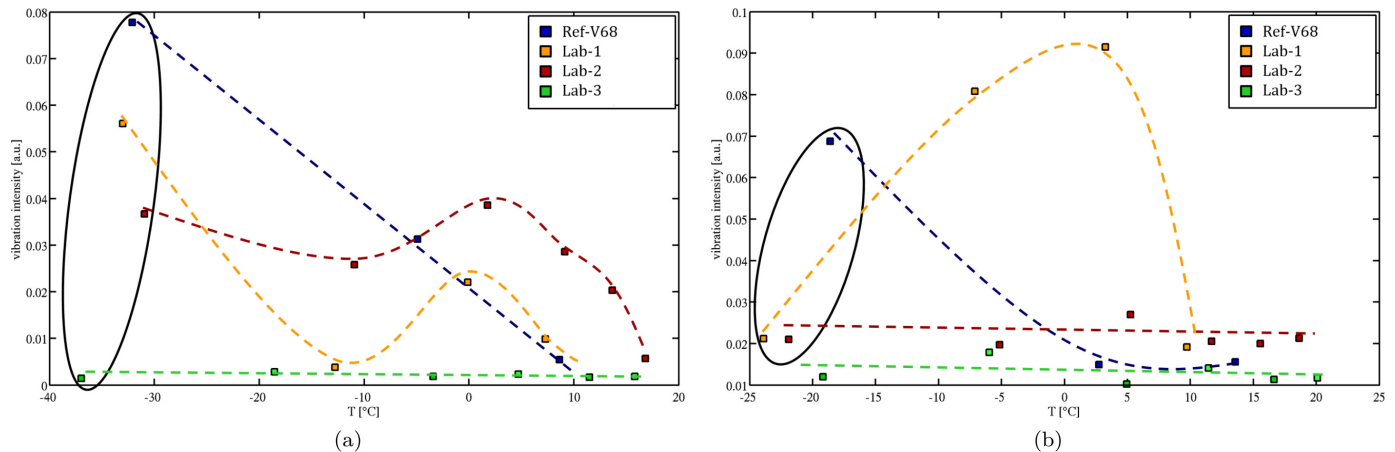 0.08
0.07
0.06
0.05
0.04
0.03
0.02
0.01
0
-40
-30
-20
-10
0
10
20
vibration intensity [a.u.]
T [°C]
Ref-V68
Lab-1
Lab-2
Lab-3
(a)
0.1
0.09
0.08
0.07
0.06
0.05
0.04
0.03
0.02
0.01
-25
-20
-15
-10
-5
0
5
10
15
20
25
vibration intensity [a.u.]
T [°C]
Ref-V68
Lab-1
Lab-2
Lab-3
(b)